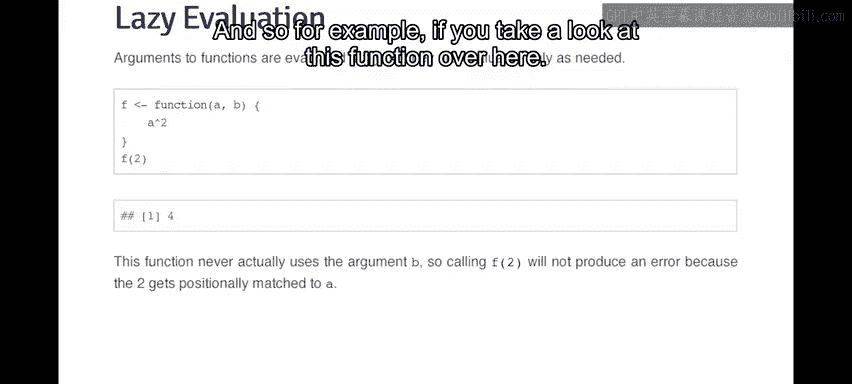 Lazy Evaluation
And so for example, if you take a look at
this function over here.
Arguments to functions are eva y as needed.
f <- function(a, b) {
a^2
}
f(2)
## [1] 4
This function never actually uses the argument b, so calling f(2) will not produce an error because
the 2 gets positionally matched to a.